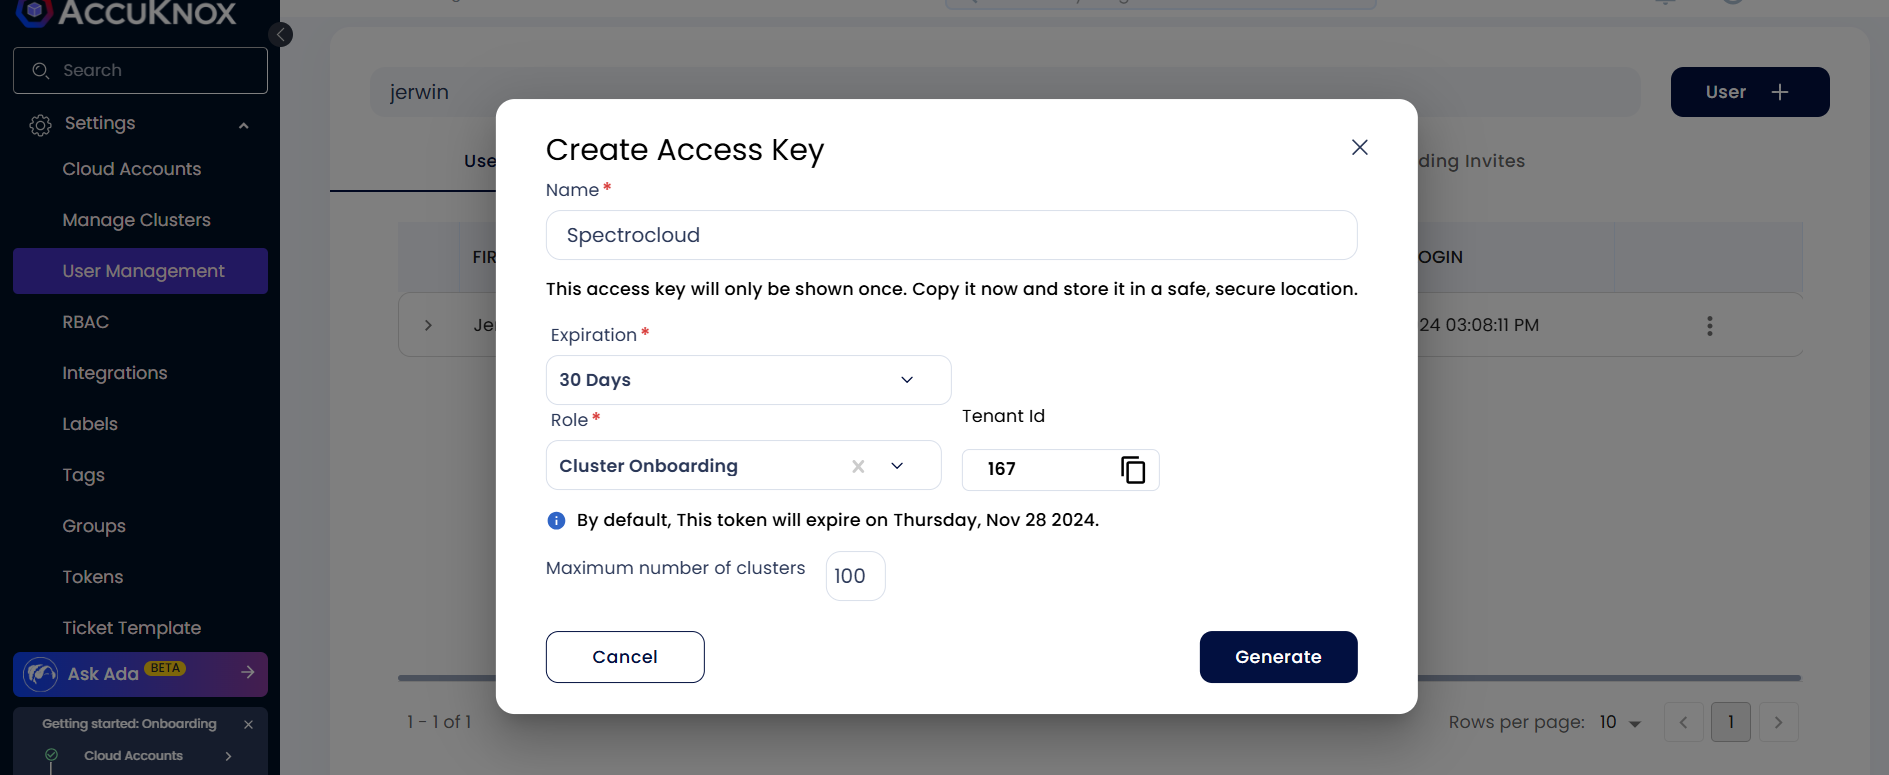 ACCUKNOX
Search
Settings
Cloud Accounts
Manage Clusters
User Management
RBAC
Integrations
Labels
Tags
Groups
Tokens
Ticket Template
Ask Ada BETA
Getting started: Onboarding
Cloud Accounts
jerwin
User
Use
ding Invites
FIR
OGIN
Je
24 03:08:11 PM
Create Access Key
Name *
Spectrocloud
This access key will only be shown once. Copy it now and store it in a safe, secure location.
Expiration *
30 Days
Role *
Tenant Id
Cluster Onboarding
167
By default, This token will expire on Thursday, Nov 28 2024.
Maximum number of clusters 100
Cancel
Generate
1 - 1 of 1
Rows per page: 10
1